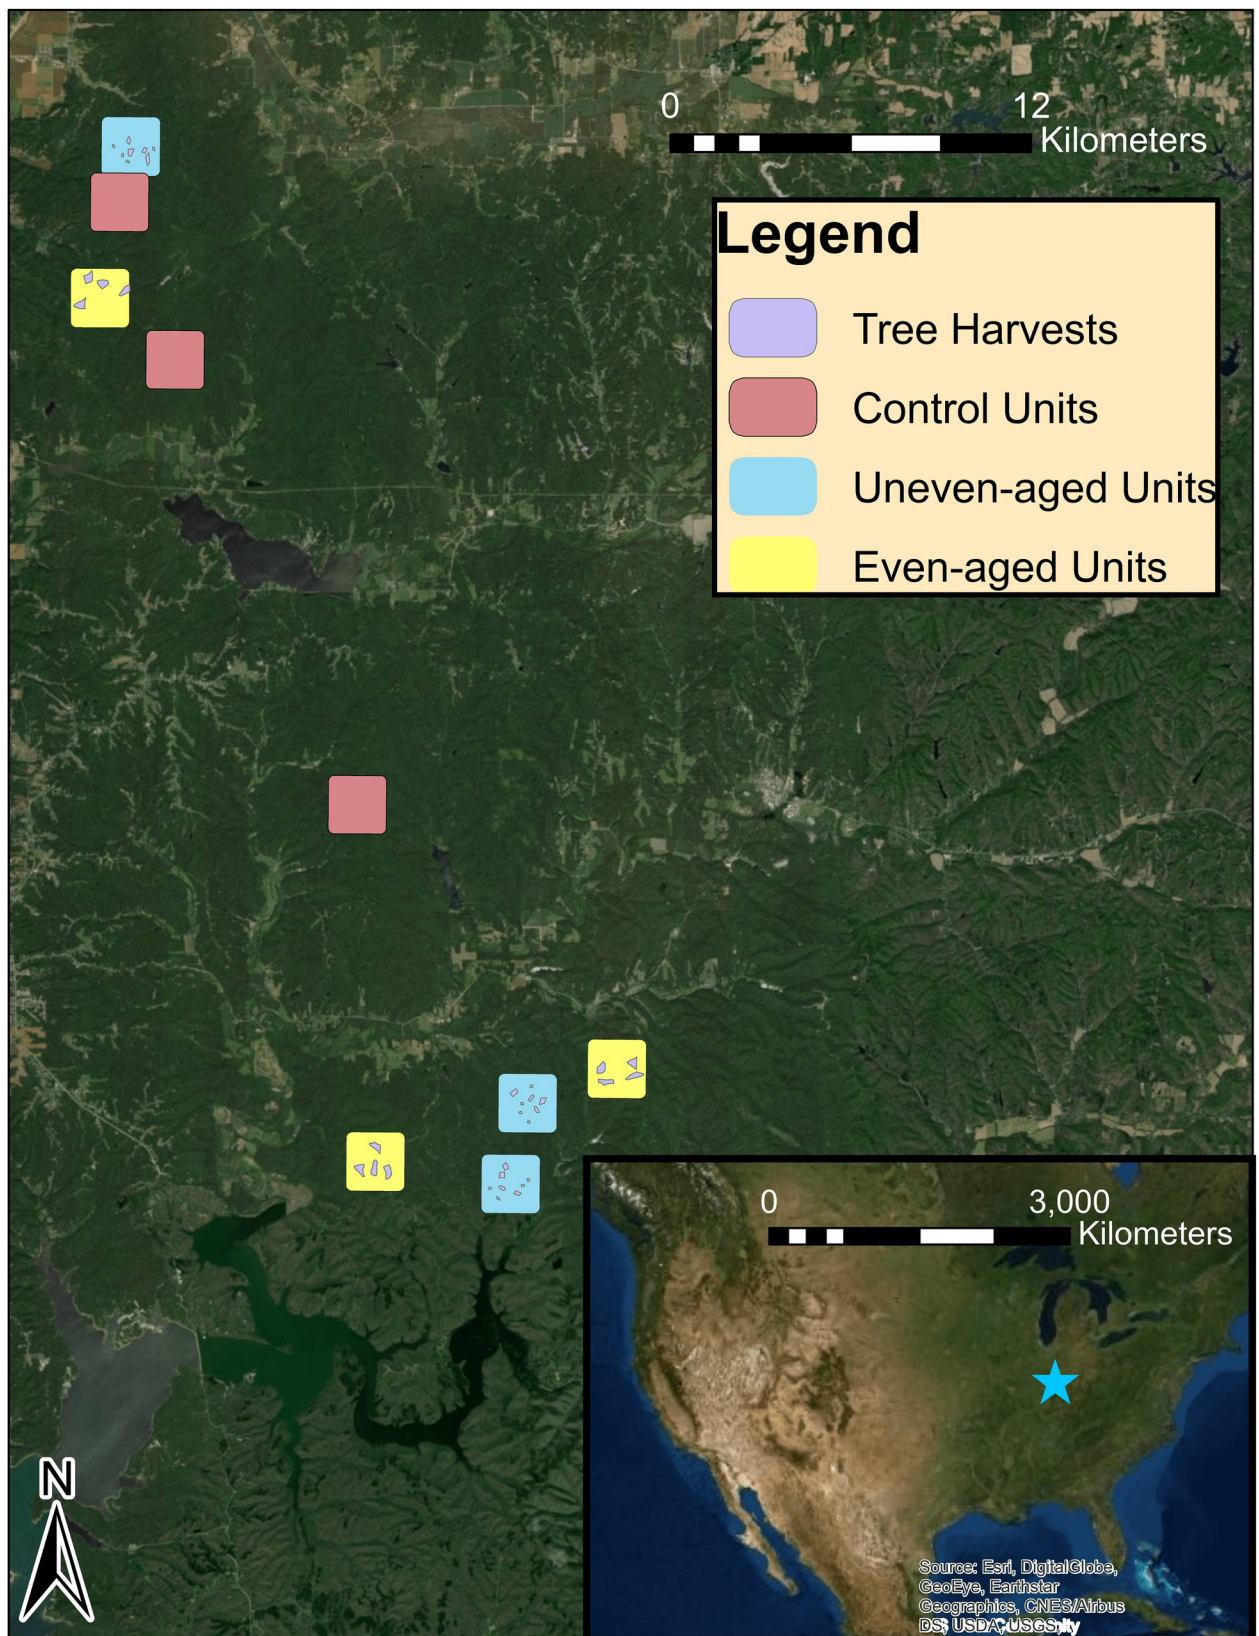 0 12
Kilometers
Legend
Tree Harvests
Control Units
Uneven-aged Units
Even-aged Units
0 3,000
Kilometers
N
Source: Esri, DigitalGlobe,
GeoEye, Earthstar
Geographics, CNES/Airbus
DS, USDA, USGS,